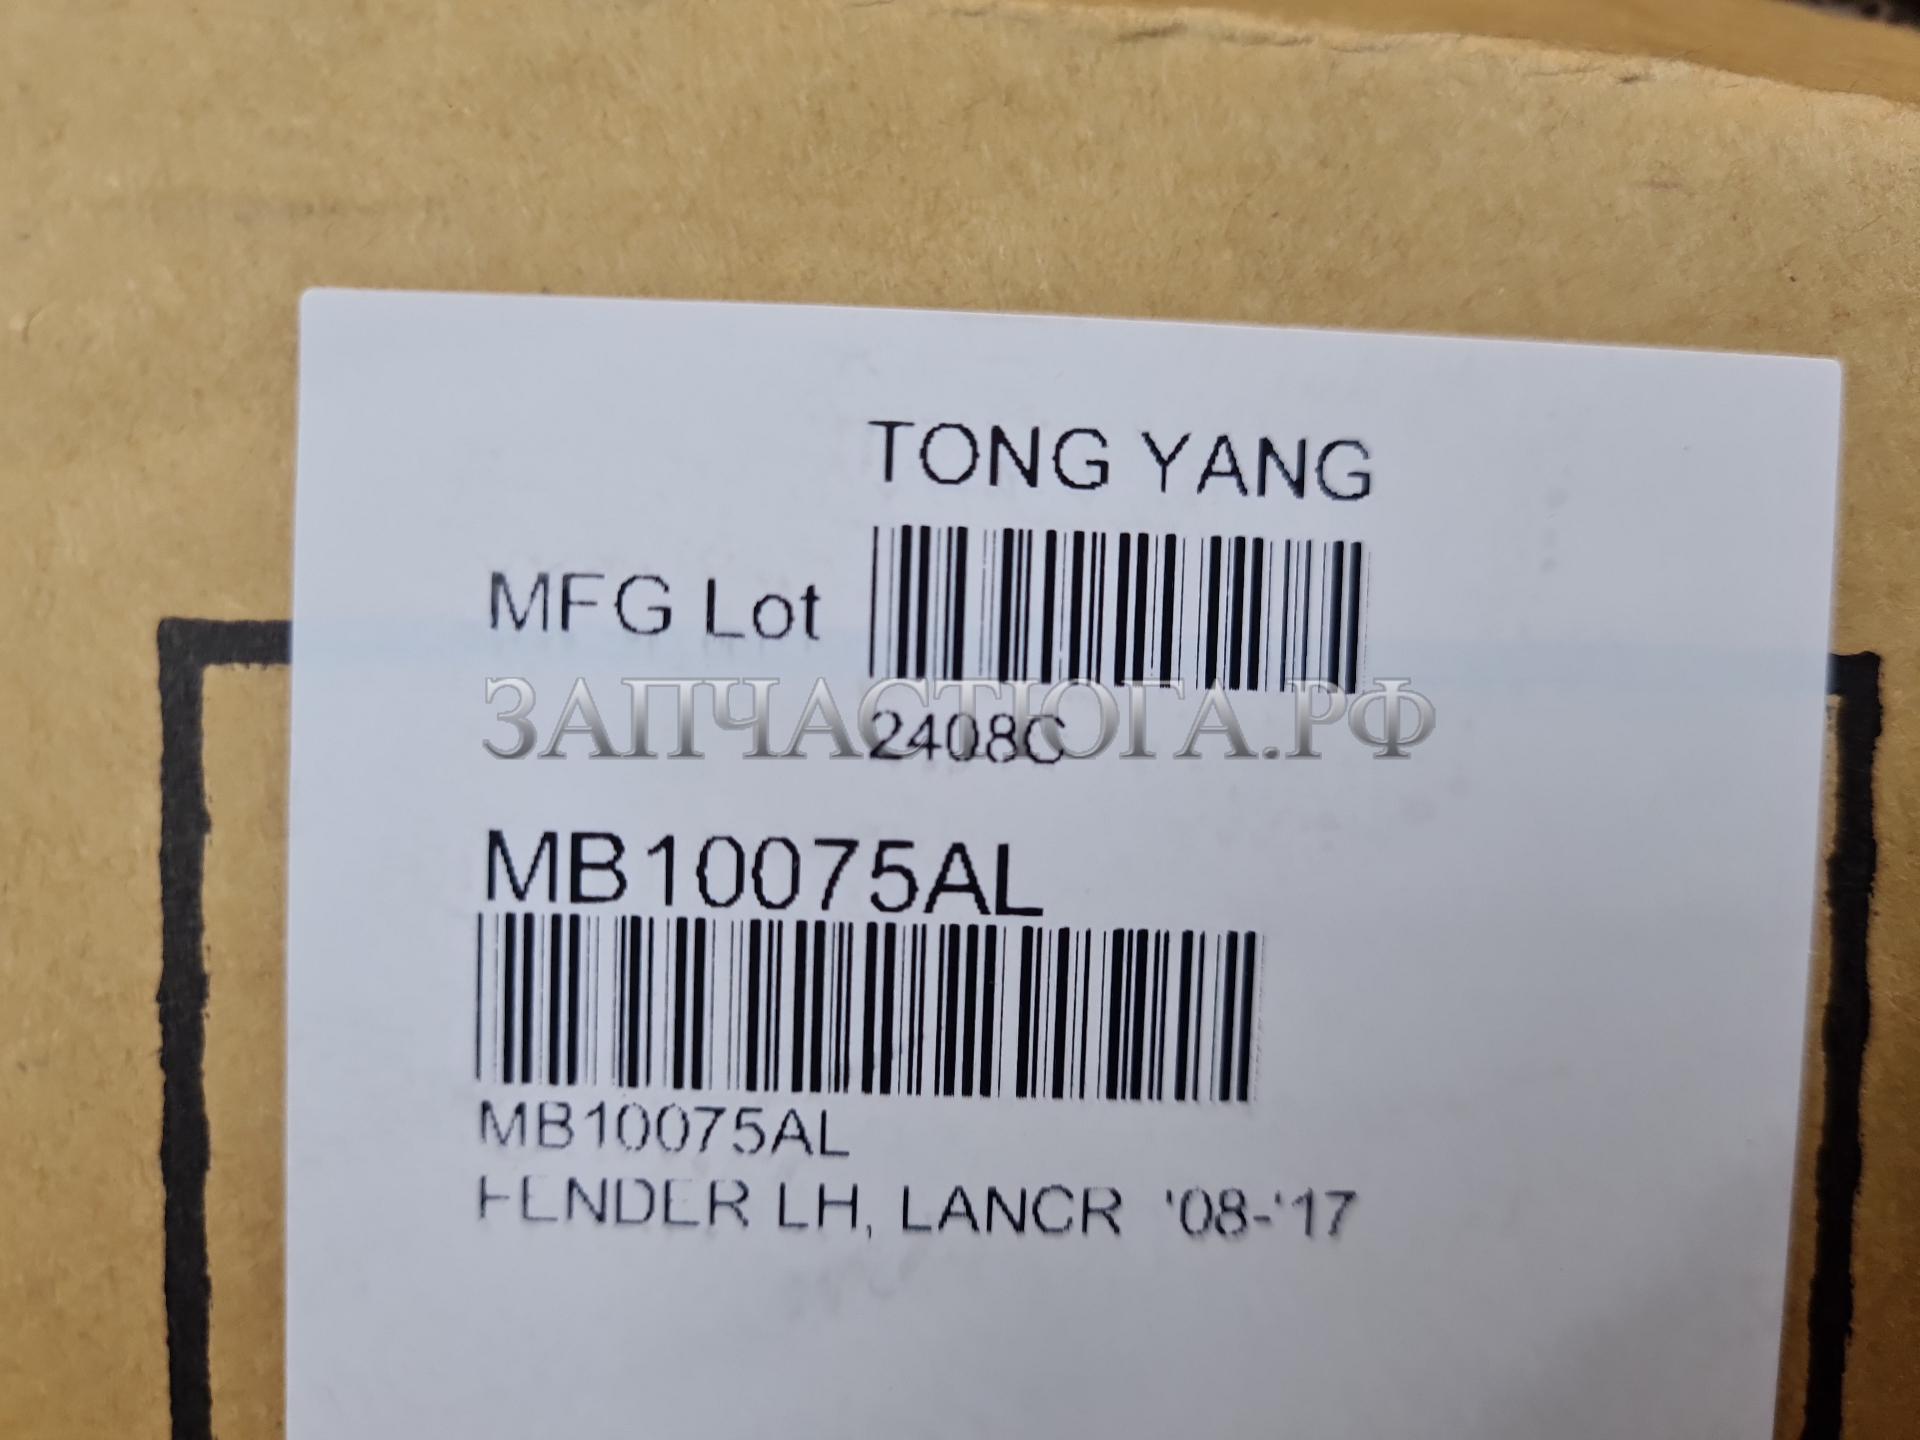 TONG YANG
MFG Lot
ЗАПЧАСТЮГА.РФ
2408C
MB10075AL
MB10075AL
FENDER LH, LANCR '08-'17